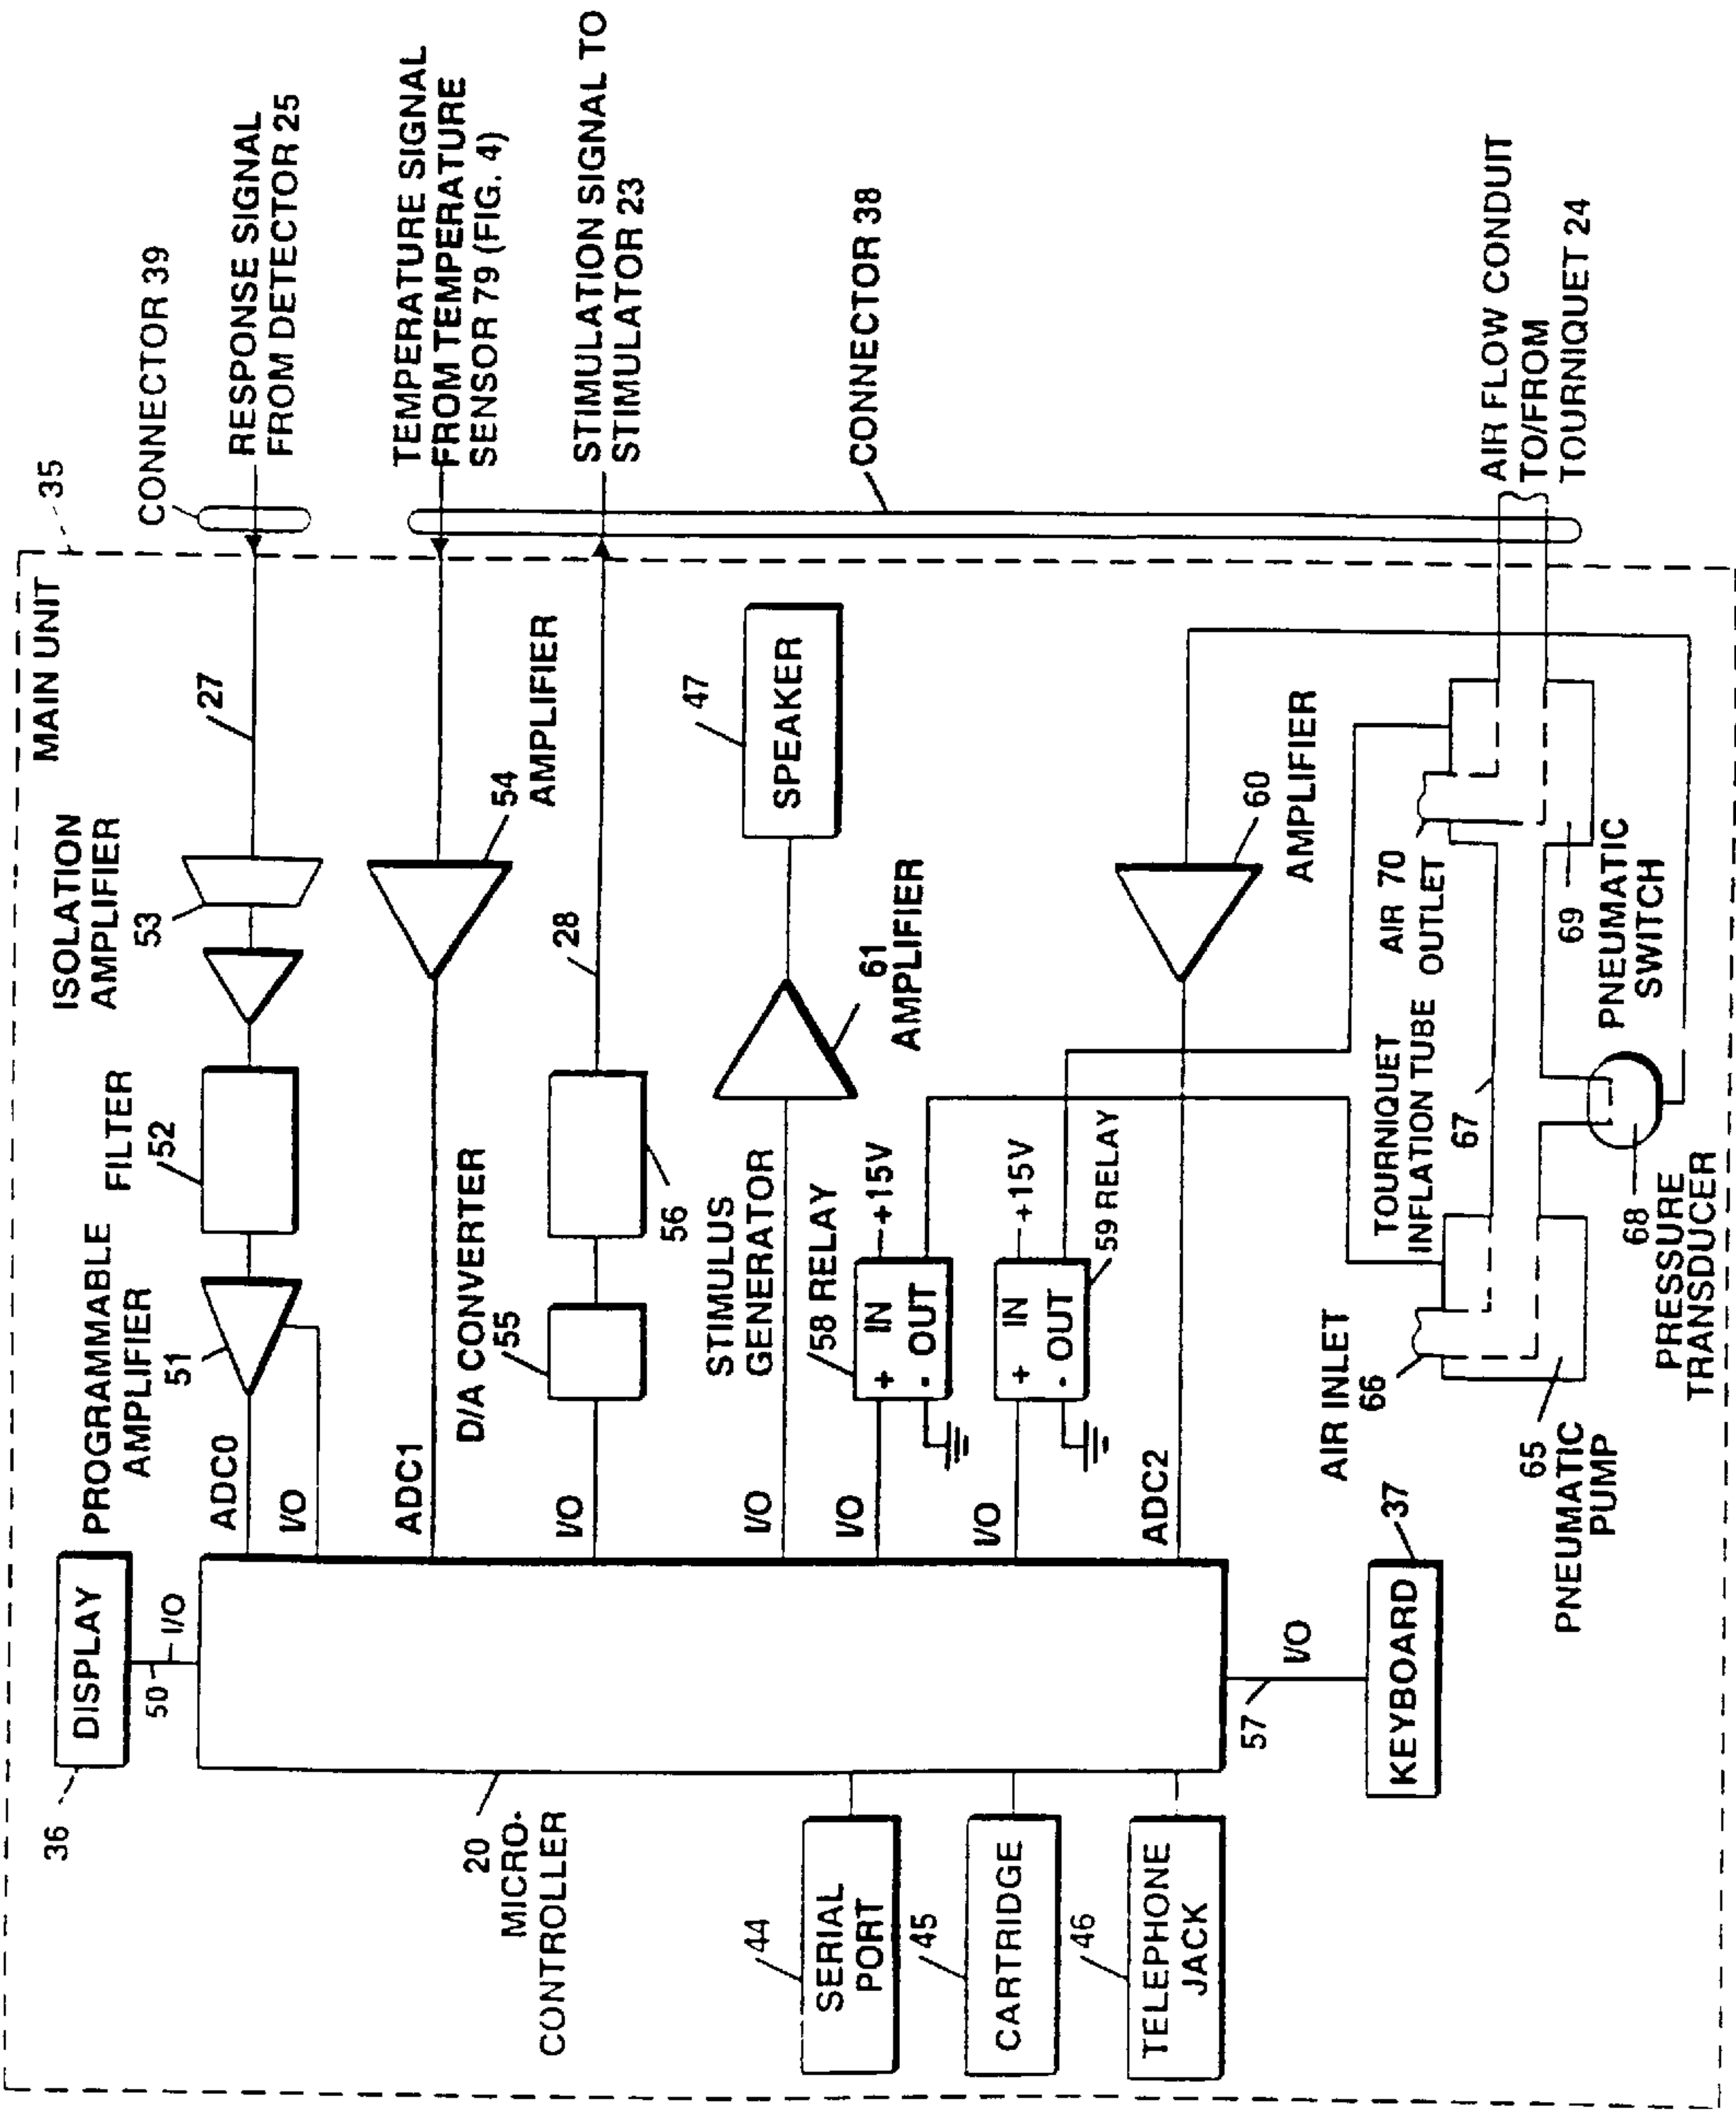 MAIN UNIT
35
CONNECTOR 39
RESPONSE SIGNAL
FROM DETECTOR 25
TEMPERATURE SIGNAL
FROM TEMPERATURE
SENSOR 79 (FIG. 4)
STIMULATION SIGNAL TO
STIMULATOR 23
CONNECTOR 38
AIR FLOW CONDUIT
TO/FROM
TOURNIQUET 24
36
DISPLAY
50
I/O
PROGRAMMABLE
AMPLIFIER
51
FILTER
52
ISOLATION
AMPLIFIER
53
27
ADC0
I/O
ADC1
54
AMPLIFIER
D/A CONVERTER
55
I/O
56
28
20
MICRO-
CONTROLLER
STIMULUS
GENERATOR
I/O
61
AMPLIFIER
47
SPEAKER
44
SERIAL
PORT
I/O
58 RELAY
+ IN
- OUT
+15V
45
CARTRIDGE
I/O
59 RELAY
+ IN
- OUT
+15V
46
TELEPHONE
JACK
ADC2
60
AMPLIFIER
57
I/O
37
KEYBOARD
AIR INLET
66
65
PNEUMATIC
PUMP
TOURNIQUET
INFLATION TUBE
67
AIR 70
OUTLET
68
PRESSURE
TRANSDUCER
69
PNEUMATIC
SWITCH